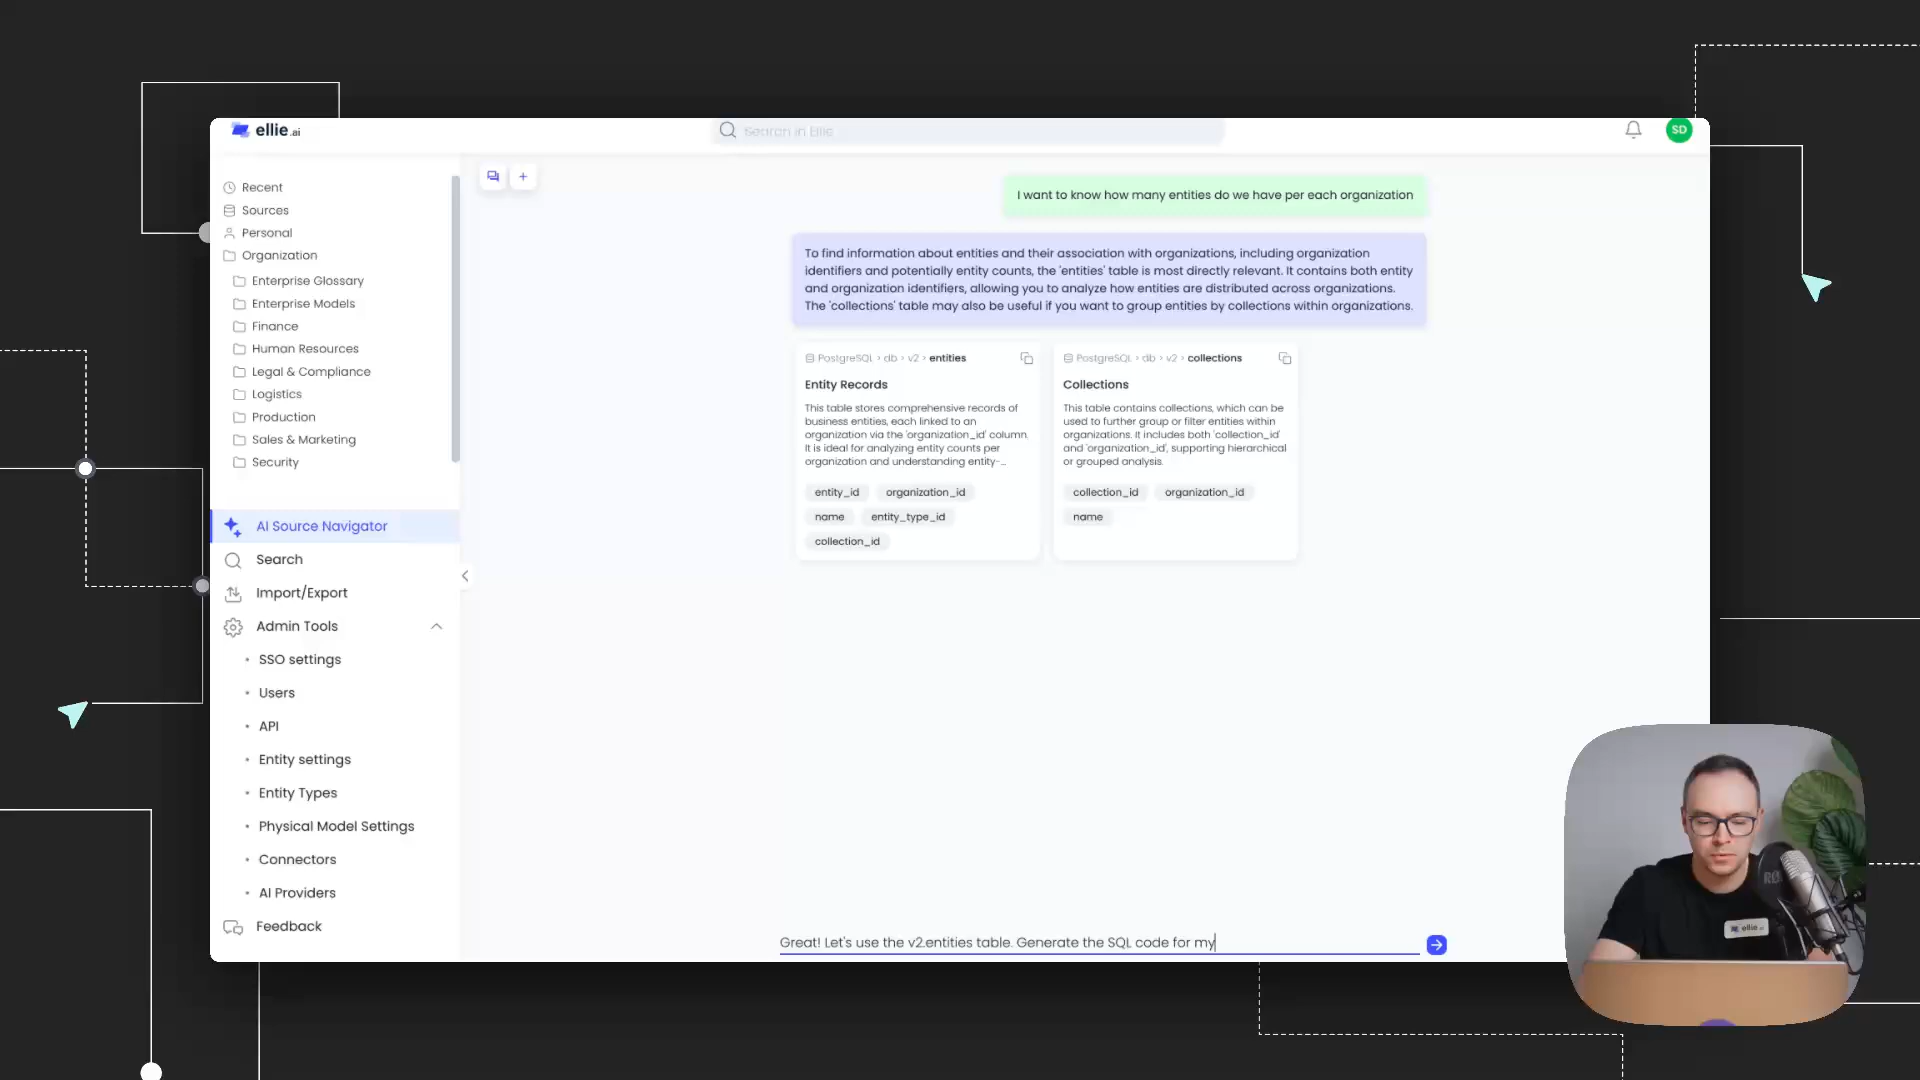 ellie.ai
Search in Ellie
SD
Recent
Sources
Personal
Organization
Enterprise Glossary
Enterprise Models
Finance
Human Resources
Legal & Compliance
Logistics
Production
Sales & Marketing
Security
AI Source Navigator
Search
Import/Export
Admin Tools
SSO settings
Users
API
Entity settings
Entity Types
Physical Model Settings
Connectors
AI Providers
Feedback
I want to know how many entities do we have per each organization
To find information about entities and their association with organizations, including organization
identifiers and potentially entity counts, the 'entities' table is most directly relevant. It contains both entity
and organization identifiers, allowing you to analyze how entities are distributed across organizations.
The 'collections' table may also be useful if you want to group entities by collections within organizations.
PostgreSQL › db › v2 › entities
Entity Records
This table stores comprehensive records of
business entities, each linked to an
organization via the 'organization_id' column.
It is ideal for analyzing entity counts per
organization and understanding entity-...
entity_id organization_id
name entity_type_id
collection_id
PostgreSQL › db › v2 › collections
Collections
This table contains collections, which can be
used to further group or filter entities within
organizations. It includes both 'collection_id'
and 'organization_id', supporting hierarchical
or grouped analysis.
collection_id organization_id
name
Great! Let's use the v2.entities table. Generate the SQL code for my
ellie.ai